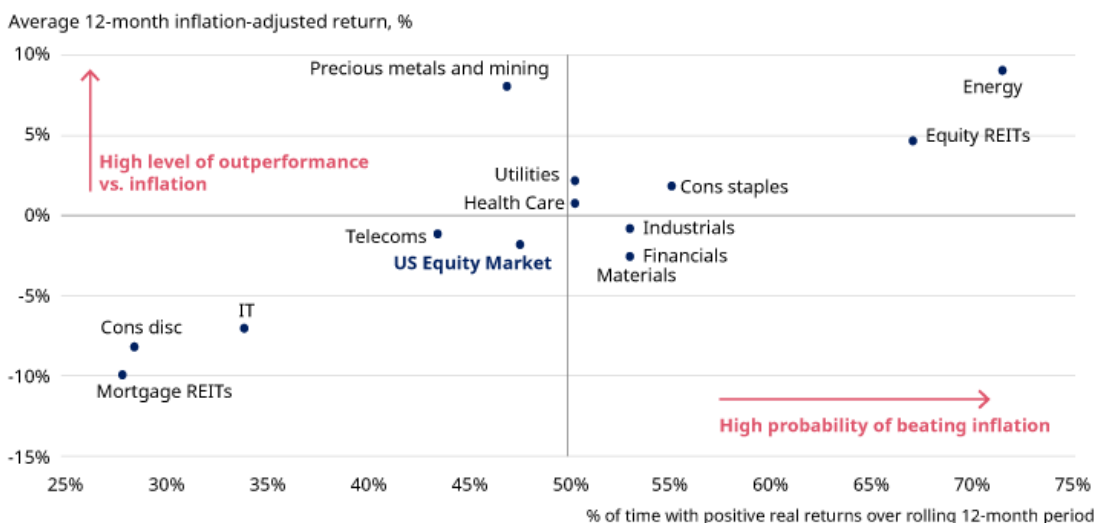 Average 12-month inflation-adjusted return, %
10%
Precious metals and mining
Energy
5%
Equity REITs
High level of outperformance
vs. inflation
Utilities
Cons staples
Health Care
0%
Industrials
Telecoms
US Equity Market
Financials
Materials
-5%
IT
Cons disc
-10%
Mortgage REITs
High probability of beating inflation
-15%
25% 30% 35% 40% 45% 50% 55% 60% 65% 70% 75%
% of time with positive real returns over rolling 12-month period